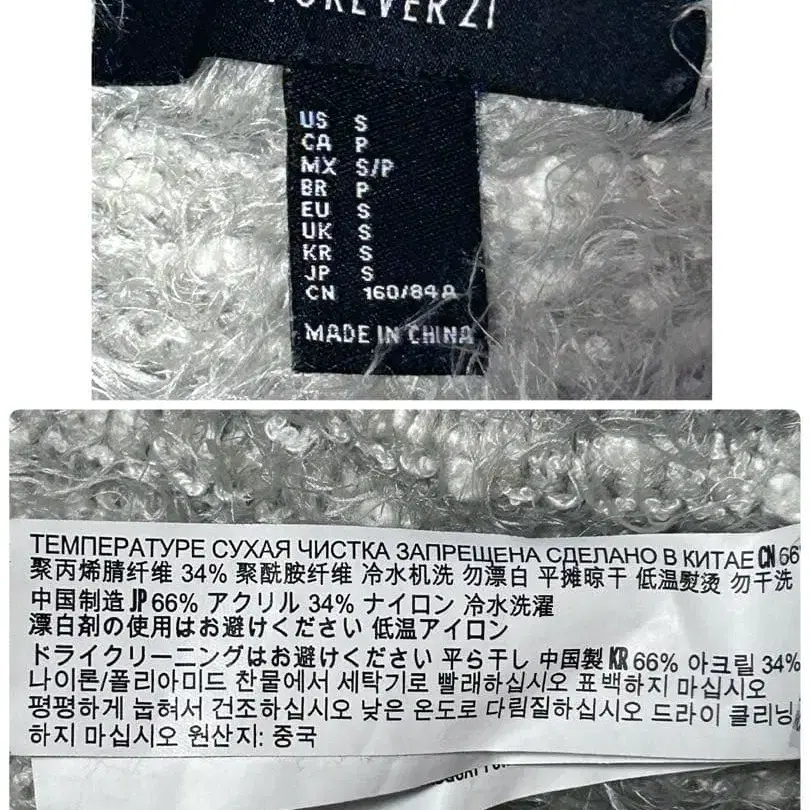 FOREVER 21
US S
CA P
MX S/P
BR P
EU S
UK S
KR S
JP S
CN 160/84A
MADE IN CHINA
ТЕМПЕРАТУРЕ СУХАЯ ЧИСТКА ЗАПРЕЩЕНА СДЕЛАНО В КИТАЕ CN 66
聚丙烯腈纤维 34% 聚酰胺纤维 冷水机洗 勿漂白 平摊晾干 低温熨烫 勿干洗
中国制造 JP 66% アクリル 34% ナイロン 冷水洗濯
漂白剤の使用はお避けください 低温アイロン
ドライクリーニングはお避けください 平ら干し 中国製 KR 66% 아크릴 34%
나이론/폴리아미드 찬물에서 세탁기로 빨래하십시오 표백하지 마십시오
평평하게 눕혀서 건조하십시오 낮은 온도로 다림질하십시오 드라이 클리닝
하지 마십시오 원산지: 중국